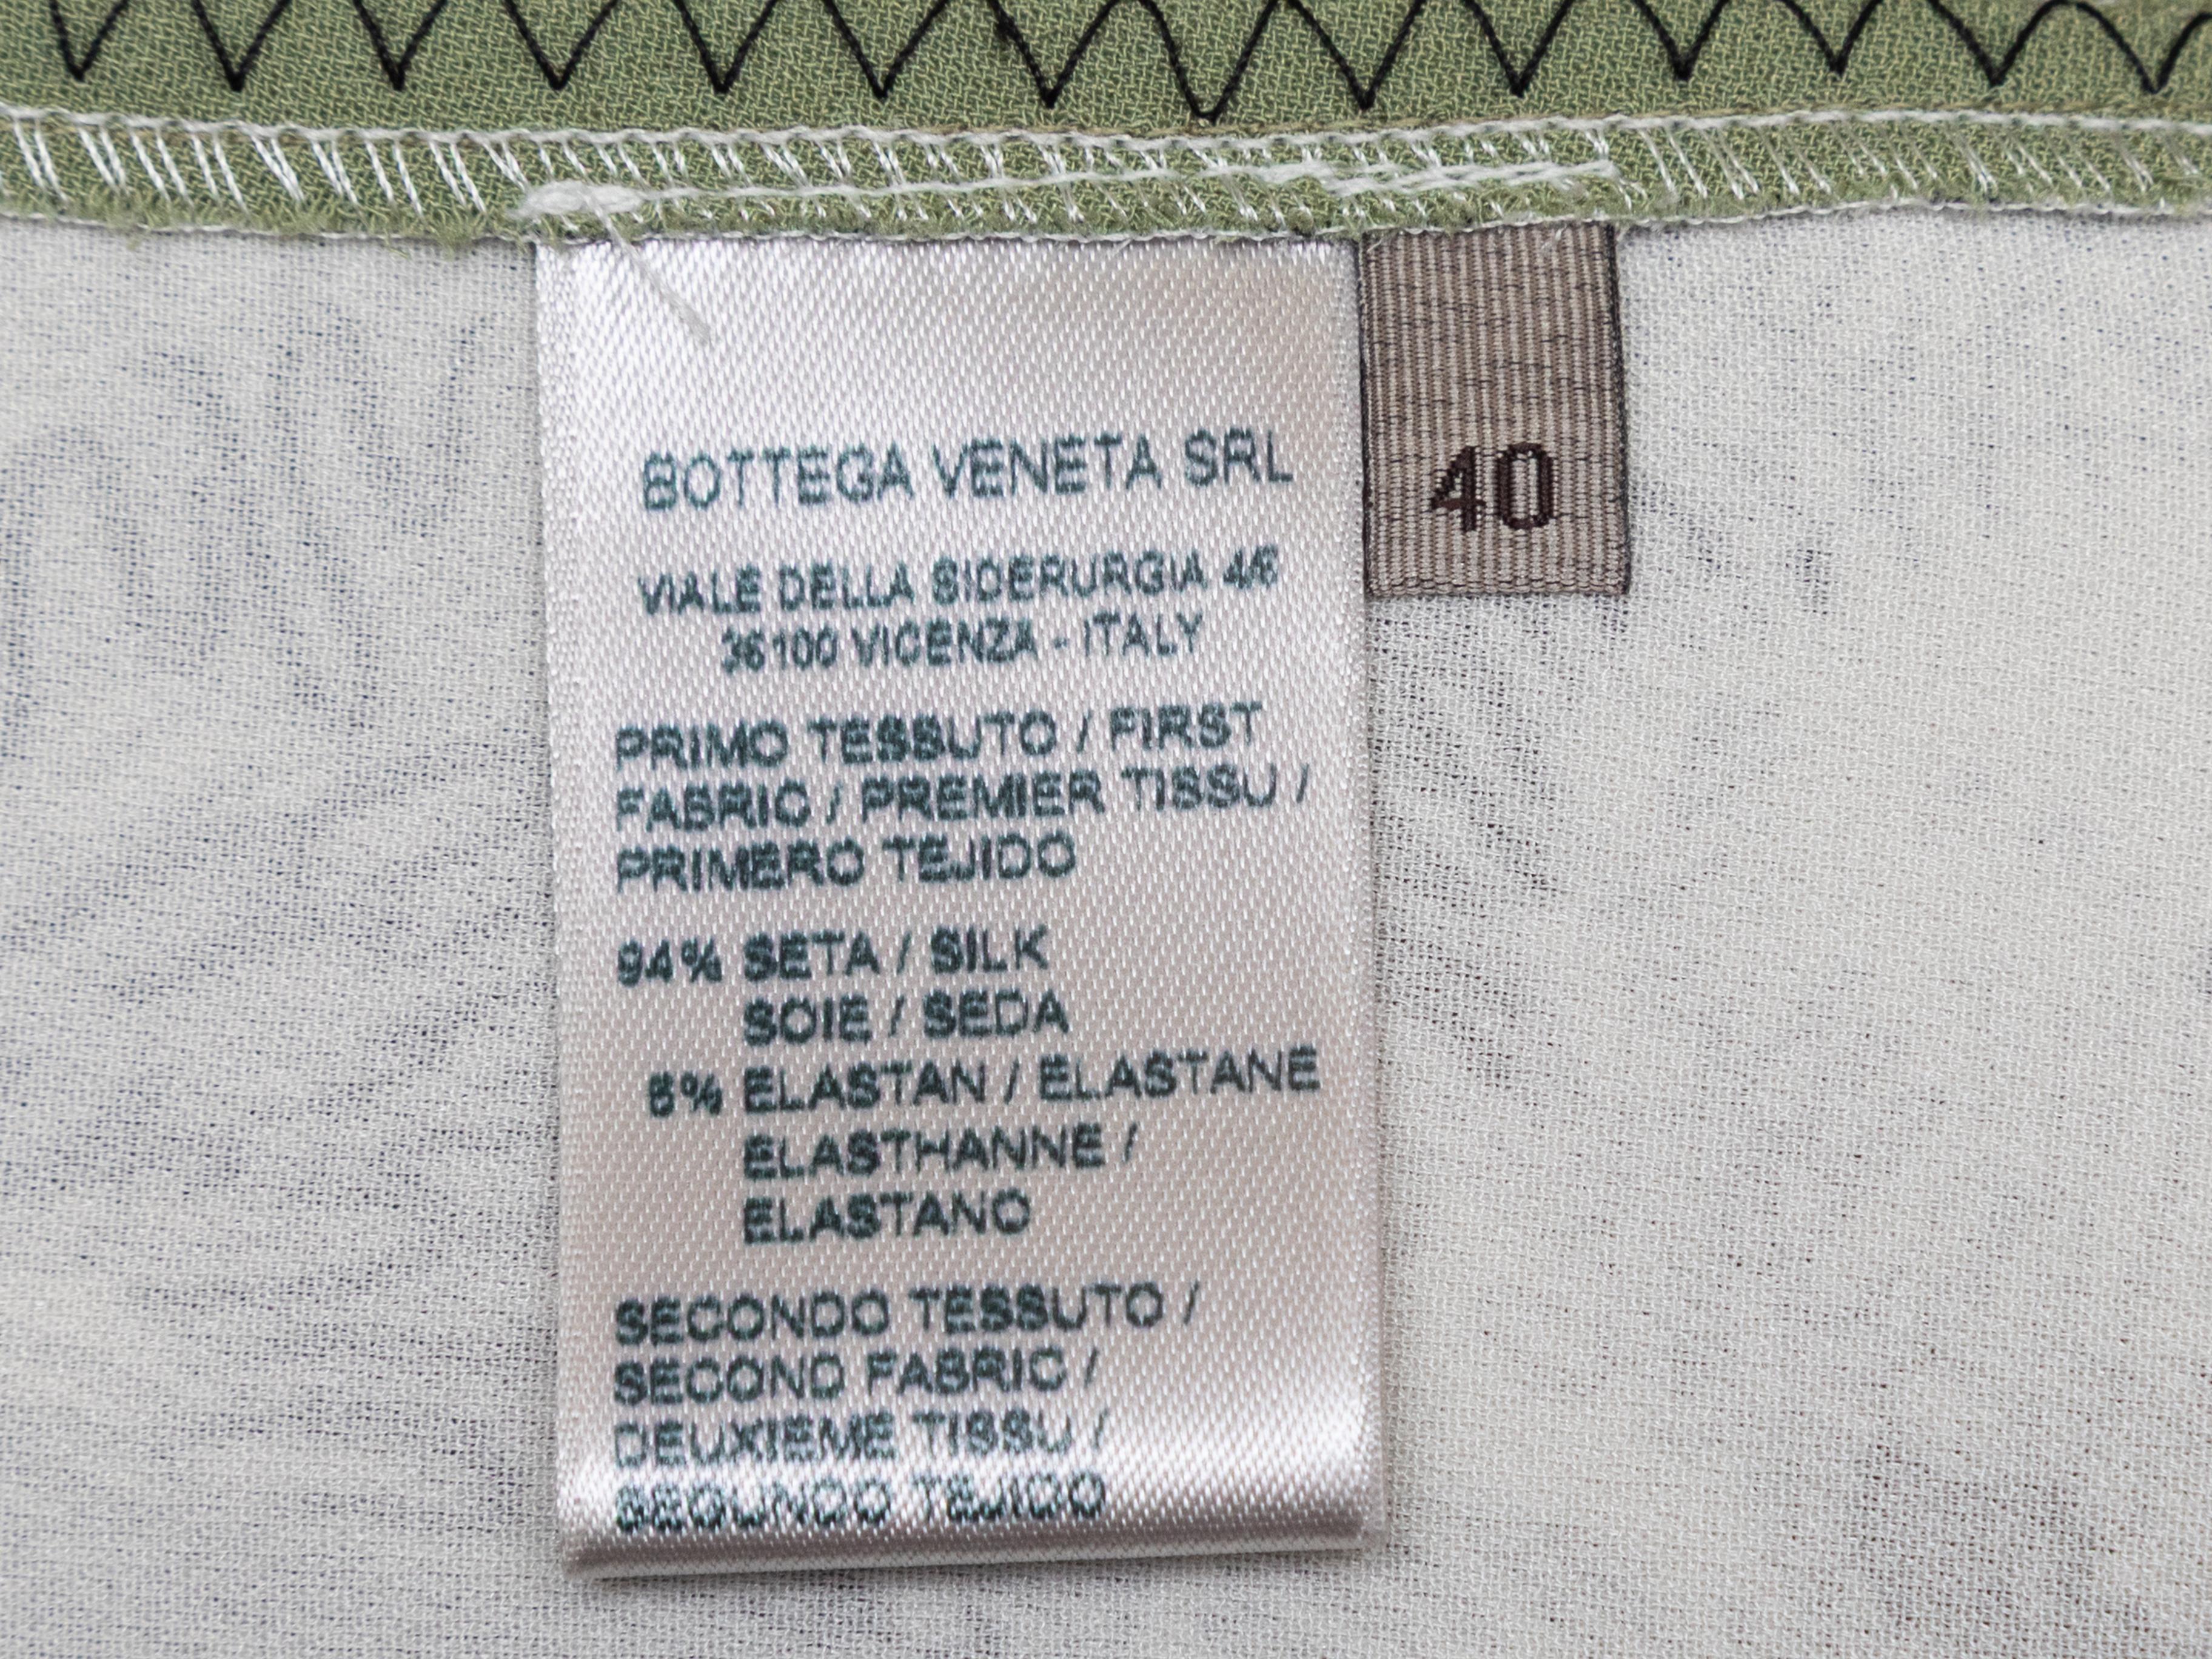 BOTTEGA VENETA SRL
VIALE DELLA SIDERURGIA 4/6
36100 VICENZA - ITALY
PRIMO TESSUTO / FIRST
FABRIC / PREMIER TISSU /
PRIMERO TEJIDO
94% SETA / SILK
SOIE / SEDA
6% ELASTAN / ELASTANE
ELASTHANNE /
ELASTANO
SECONDO TESSUTO /
SECOND FABRIC /
DEUXIEME TISSU /
SEGUNDO TEJIDO
40